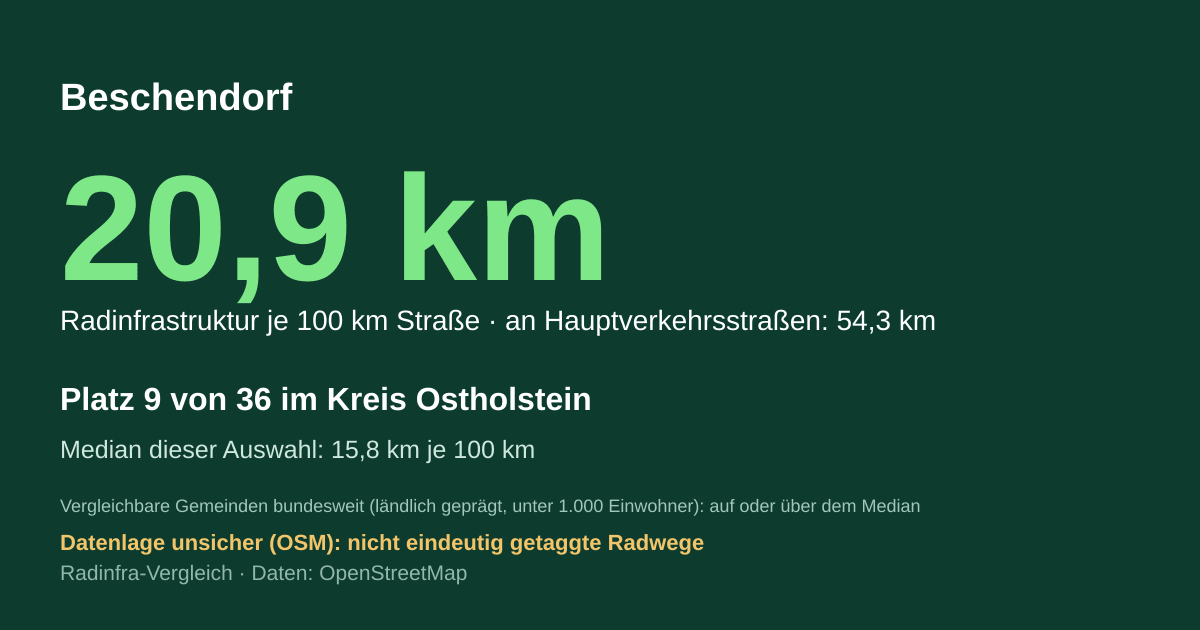 Beschendorf
20,9 km
Radinfrastruktur je 100 km Straße · an Hauptverkehrsstraßen: 54,3 km
Platz 9 von 36 im Kreis Ostholstein
Median dieser Auswahl: 15,8 km je 100 km
Vergleichbare Gemeinden bundesweit (ländlich geprägt, unter 1.000 Einwohner): auf oder über dem Median
Datenlage unsicher (OSM): nicht eindeutig getaggte Radwege
Radinfra-Vergleich · Daten: OpenStreetMap